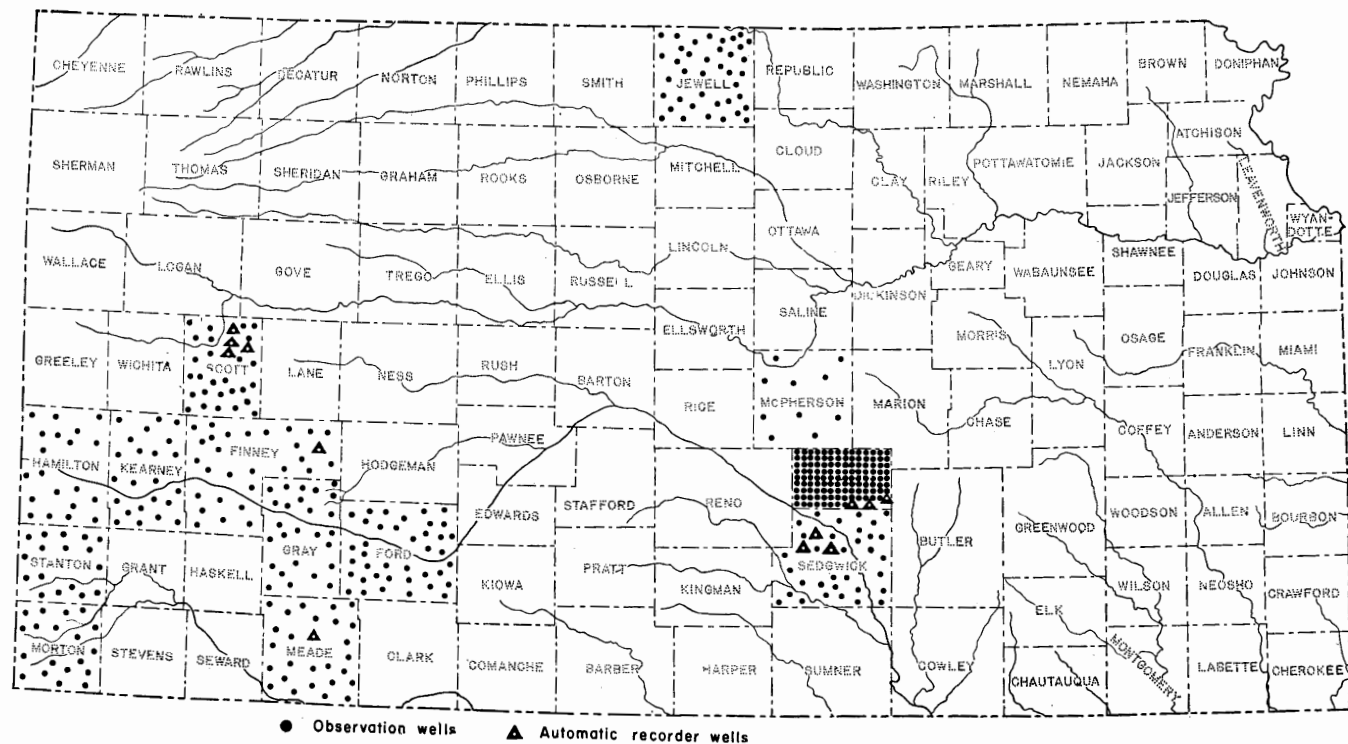 CHEYENNE
RAWLINS
DECATUR
NORTON
PHILLIPS
SMITH
JEWELL
REPUBLIC
WASHINGTON
MARSHALL
NEMAHA
BROWN
DONIPHAN
SHERMAN
THOMAS
SHERIDAN
GRAHAM
ROOKS
OSBORNE
MITCHELL
CLOUD
CLAY
RILEY
POTTAWATOMIE
JACKSON
ATCHISON
JEFFERSON
LEAVENWORTH
WYAN-
DOTTE
WALLACE
LOGAN
GOVE
TREGO
ELLIS
RUSSELL
LINCOLN
OTTAWA
SALINE
DICKINSON
GEARY
WABAUNSEE
SHAWNEE
DOUGLAS
JOHNSON
GREELEY
WICHITA
SCOTT
LANE
NESS
RUSH
BARTON
ELLSWORTH
RICE
MCPHERSON
MARION
MORRIS
CHASE
LYON
OSAGE
FRANKLIN
MIAMI
HAMILTON
KEARNEY
FINNEY
HODGEMAN
PAWNEE
STAFFORD
RENO
COFFEY
ANDERSON
LINN
STANTON
GRANT
HASKELL
GRAY
FORD
EDWARDS
KIOWA
PRATT
KINGMAN
SEDGWICK
BUTLER
GREENWOOD
WOODSON
ALLEN
BOURBON
WILSON
NEOSHO
CRAWFORD
MORTON
STEVENS
SEWARD
MEADE
CLARK
COMANCHE
BARBER
HARPER
SUMNER
COWLEY
ELK
CHAUTAUQUA
MONTGOMERY
LABETTE
CHEROKEE
Observation wells
Automatic recorder wells